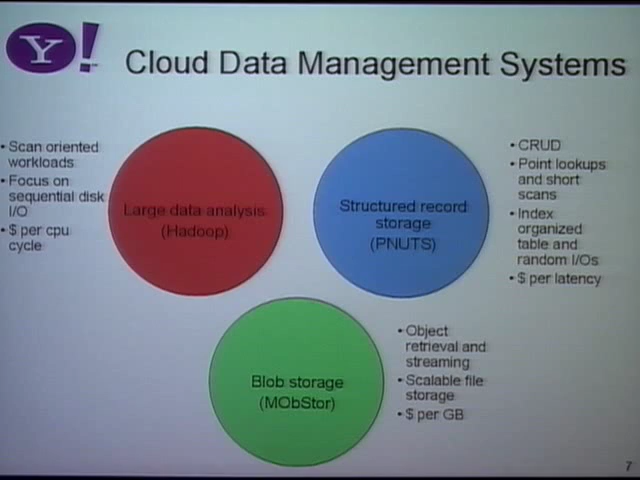 Y!
Cloud Data Management Systems
• Scan oriented
workloads
• Focus on
sequential disk
I/O
• $ per cpu
cycle
Large data analysis
(Hadoop)
Structured record
storage
(PNUTS)
• CRUD
• Point lookups
and short
scans
• Index
organized
table and
random I/Os
• $ per latency
Blob storage
(MObStor)
• Object
retrieval and
streaming
• Scalable file
storage
• $ per GB
7